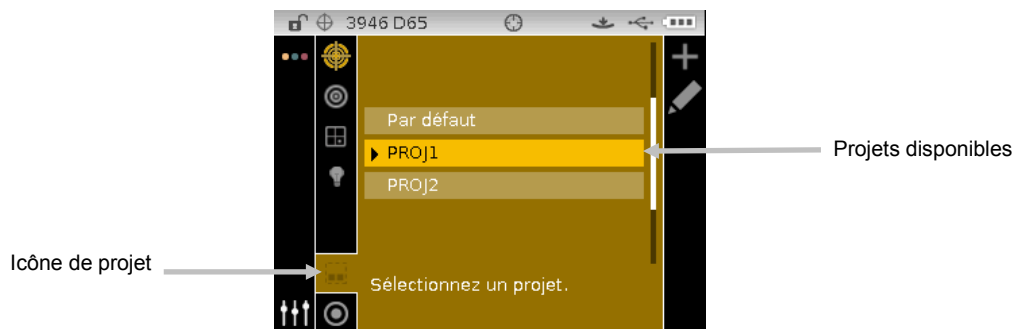 3946 D65
Par défaut
PROJ1
Projets disponibles
PROJ2
Icône de projet
Sélectionnez un projet.